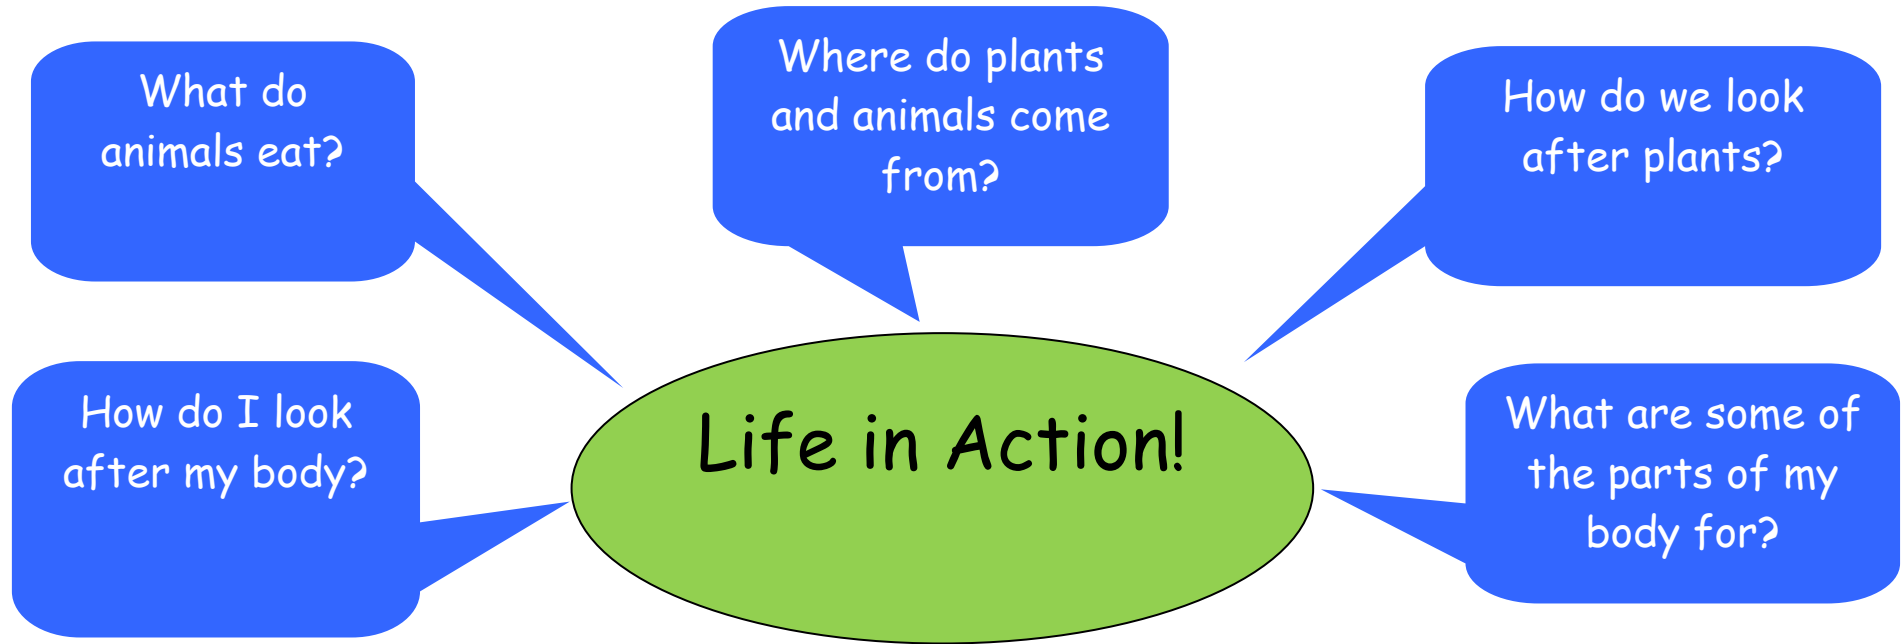 What do
animals eat?
Where do plants
and animals come
from?
How do we look
after plants?
How do I look
after my body?
Life in Action!
What are some of
the parts of my
body for?